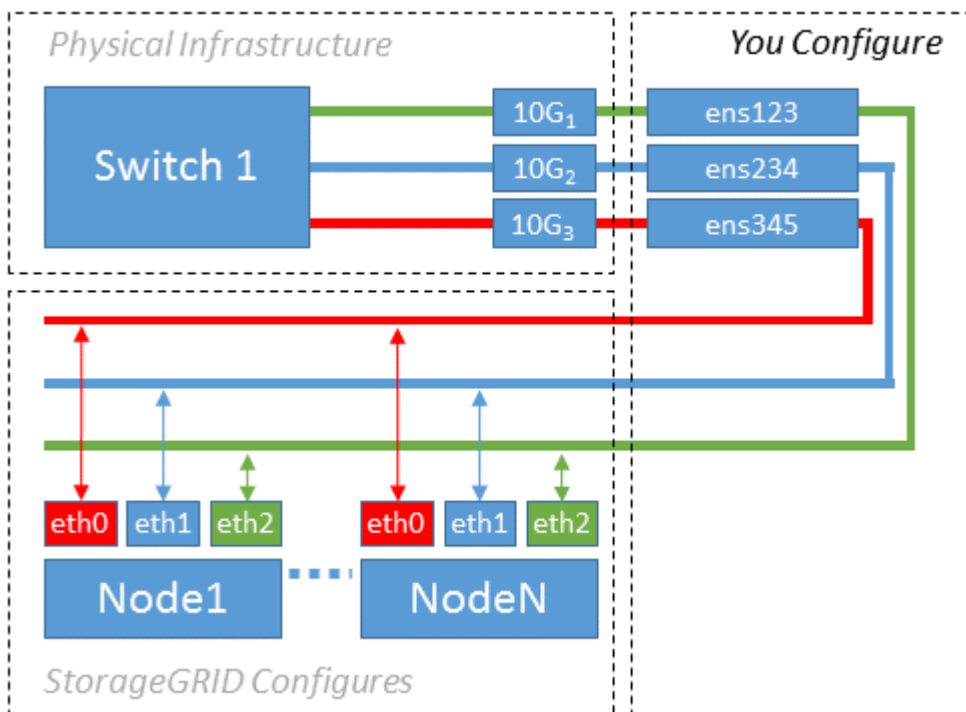 Physical Infrastructure
You Configure
Switch 1
10G₁
ens123
10G₂
ens234
10G₃
ens345
eth0
eth1
eth2
eth0
eth1
eth2
Node1
NodeN
StorageGRID Configures